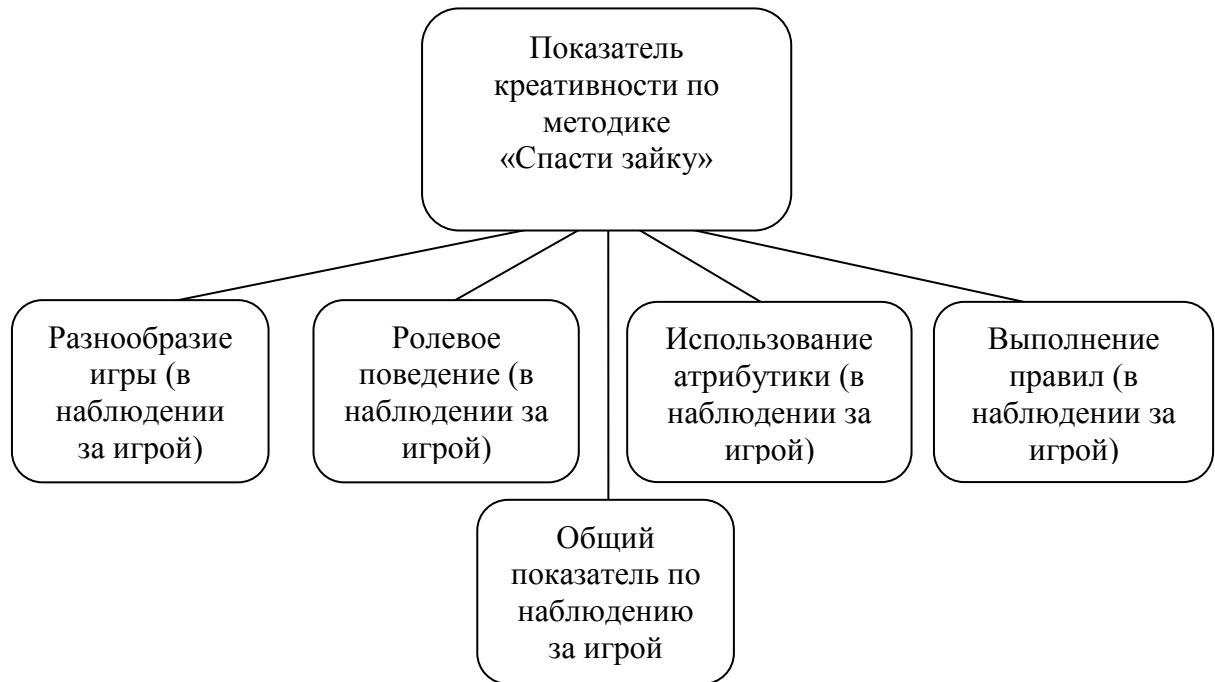 Показатель
креативности по
методике
«Спасти зайку»
Разнообразие
игры (в
наблюдении
за игрой)
Ролевое
поведение (в
наблюдении за
игрой)
Использование
атрибутики (в
наблюдении за
игрой)
Выполнение
правил (в
наблюдении за
игрой)
Общий
показатель по
наблюдению
за игрой